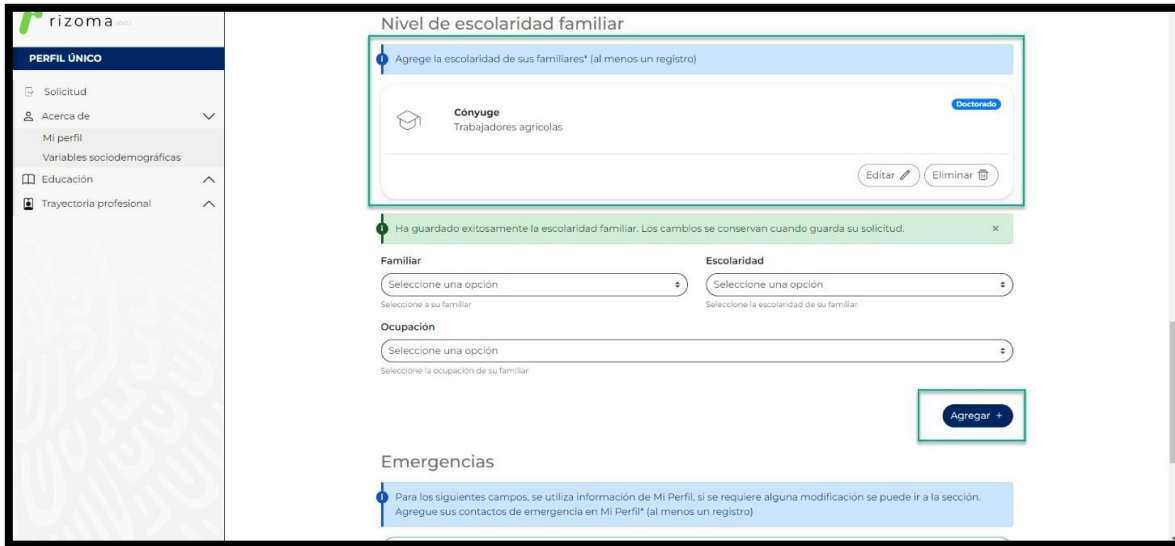 rizoma
PERFIL ÚNICO
Solicitud
Acerca de
Mi perfil
Variables sociodemográficas
Educación
Trayectoria profesional
Nivel de escolaridad familiar
Agrege la escolaridad de sus familiares* (al menos un registro)
Cónyuge
Doctorado
Trabajadores agrícolas
Editar
Eliminar
Ha guardado exitosamente la escolaridad familiar. Los cambios se conservan cuando guarda su solicitud.
Familiar
Escolaridad
Seleccione una opción
Seleccione una opción
Seleccione a su familiar
Seleccione la escolaridad de su familiar
Ocupación
Seleccione una opción
Seleccione la ocupación de su familiar
Agregar +
Emergencias
Para los siguientes campos, se utiliza información de Mi Perfil, si se requiere alguna modificación se puede ir a la sección.
Agregue sus contactos de emergencia en Mi Perfil* (al menos un registro)